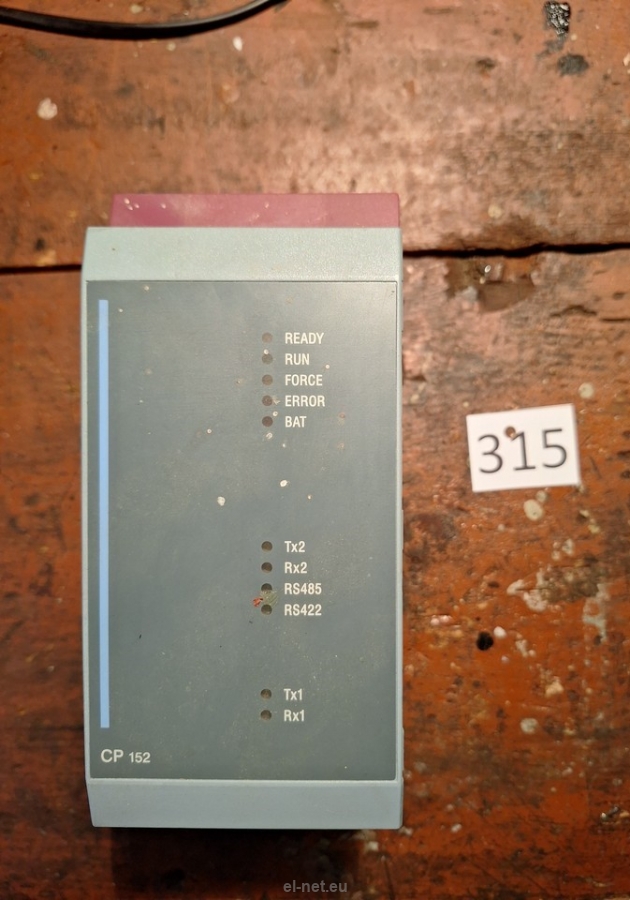 READY
RUN
FORCE
ERROR
BAT
315
Tx2
Rx2
RS485
RS422
Tx1
Rx1
CP 152
el-net.eu